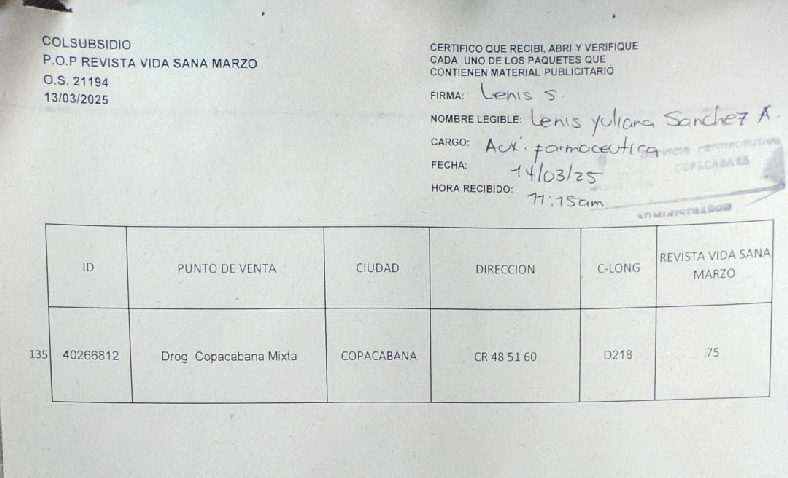 COLSUBSIDIO
P.O.P REVISTA VIDA SANA MARZO
O.S. 21194
13/03/2025
CERTIFICO QUE RECIBI, ABRI Y VERIFIQUE
CADA UNO DE LOS PAQUETES QUE
CONTIENEN MATERIAL PUBLICITARIO
FIRMA: Lenis S.
NOMBRE LEGIBLE: Lenis yuliana Sanchez A.
CARGO: Aux. farmaceutica
FECHA: 14/03/25
HORA RECIBIDO: 11:15am
COPACABANA
ADMINISTRADOR
ID PUNTO DE VENTA CIUDAD DIRECCION C-LONG REVISTA VIDA SANA
MARZO
135 40266812 Drog Copacabana Mixta COPACABANA CR 48 51 60 D218 75